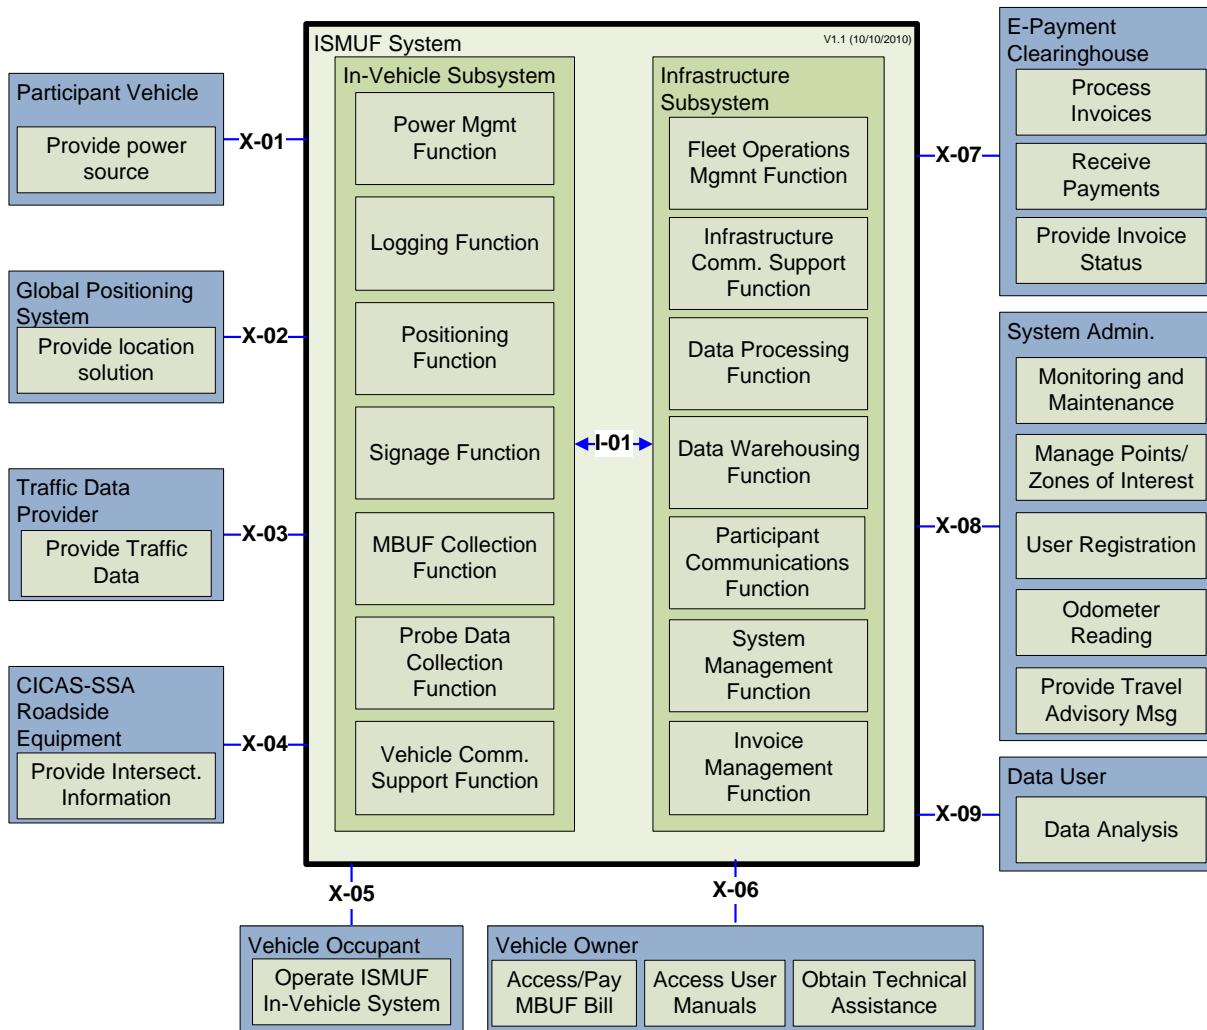 ISMUF System
V1.1 (10/10/2010)
In-Vehicle Subsystem
Power Mgmt
Function
Logging Function
Positioning
Function
Signage Function
MBUF Collection
Function
Probe Data
Collection
Function
Vehicle Comm.
Support Function
I-01
Infrastructure
Subsystem
Fleet Operations
Mgmnt Function
Infrastructure
Comm. Support
Function
Data Processing
Function
Data Warehousing
Function
Participant
Communications
Function
System
Management
Function
Invoice
Management
Function
Participant Vehicle
Provide power
source
X-01
Global Positioning
System
Provide location
solution
X-02
Traffic Data
Provider
Provide Traffic
Data
X-03
CICAS-SSA
Roadside
Equipment
Provide Intersect.
Information
X-04
X-05
Vehicle Occupant
Operate ISMUF
In-Vehicle System
X-06
Vehicle Owner
Access/Pay
MBUF Bill
Access User
Manuals
Obtain Technical
Assistance
X-07
E-Payment
Clearinghouse
Process
Invoices
Receive
Payments
Provide Invoice
Status
X-08
System Admin.
Monitoring and
Maintenance
Manage Points/
Zones of Interest
User Registration
Odometer
Reading
Provide Travel
Advisory Msg
X-09
Data User
Data Analysis